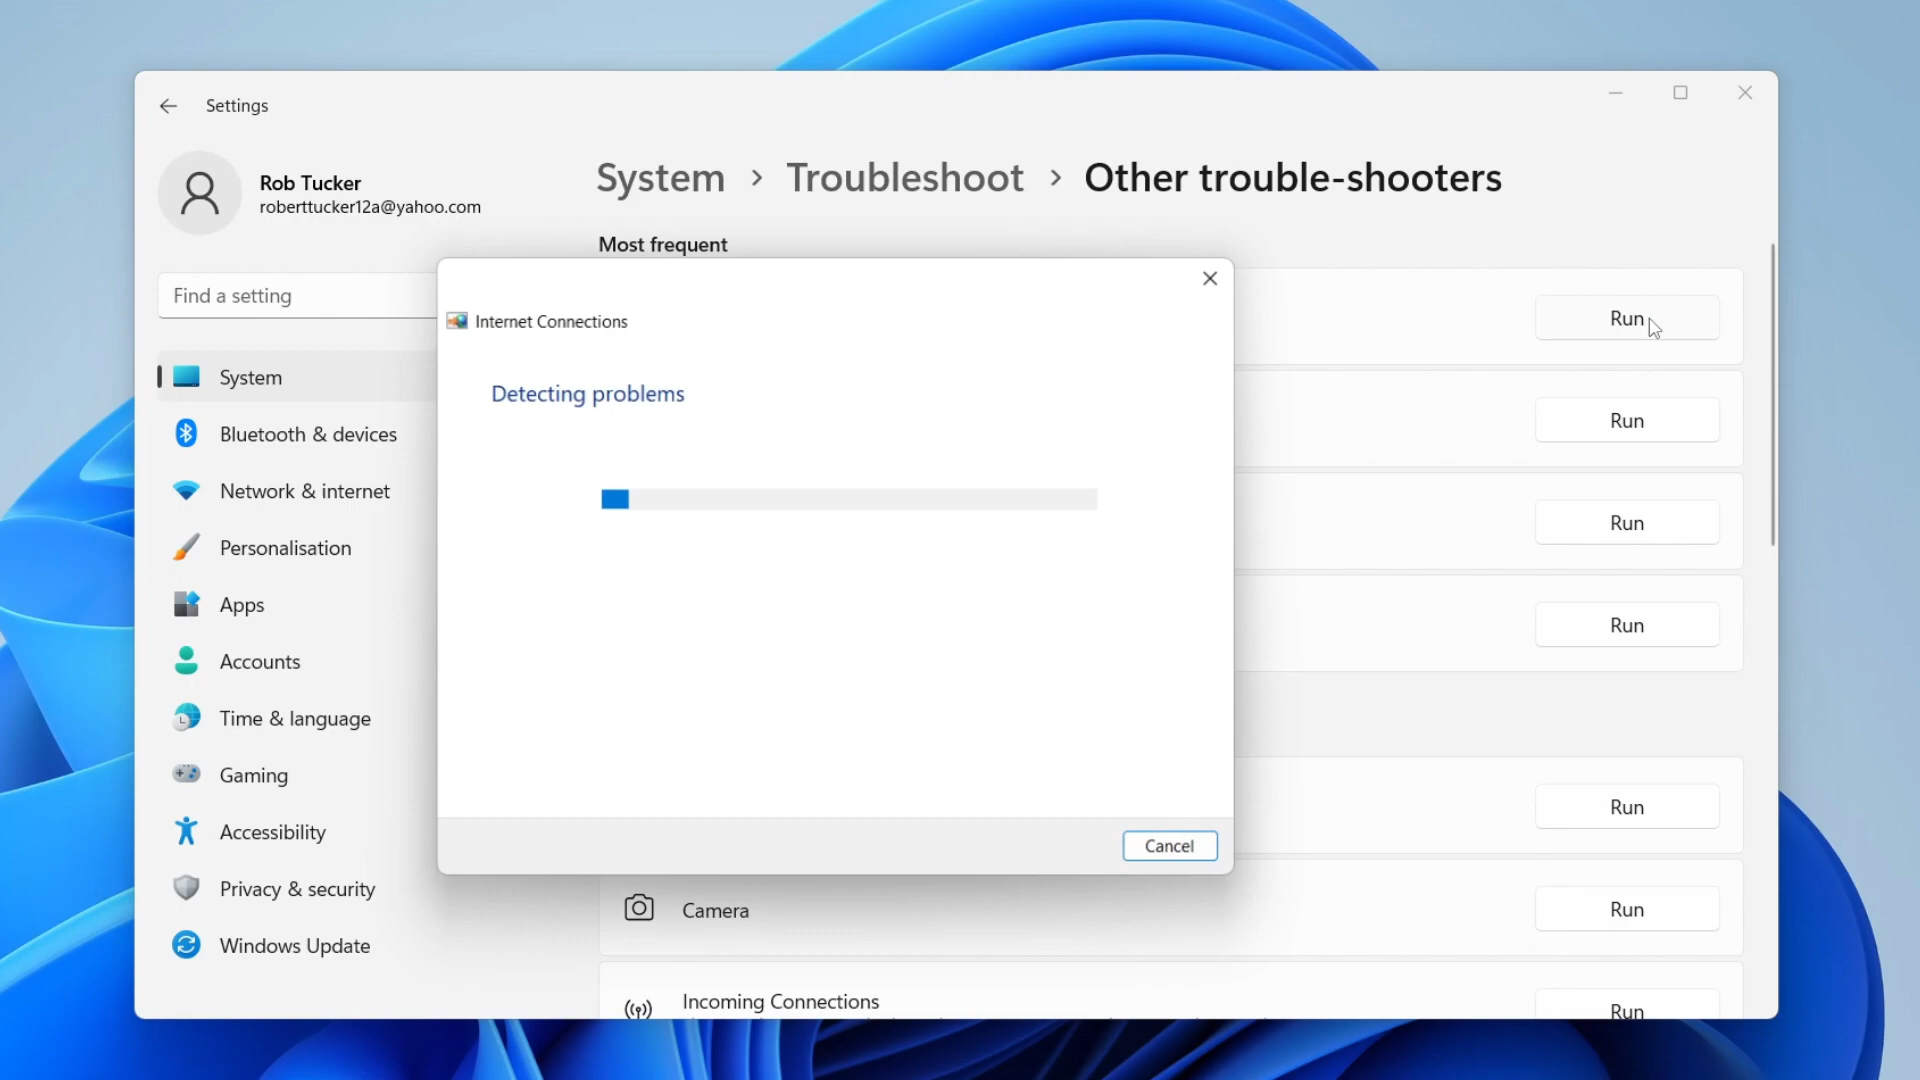 Settings
Rob Tucker
roberttucker12a@yahoo.com
Find a setting
System
Bluetooth & devices
Network & internet
Personalisation
Apps
Accounts
Time & language
Gaming
Accessibility
Privacy & security
Windows Update
System > Troubleshoot > Other trouble-shooters
Most frequent
Run
Run
Run
Run
Run
Camera
Run
Incoming Connections
Run
Internet Connections
Detecting problems
Cancel